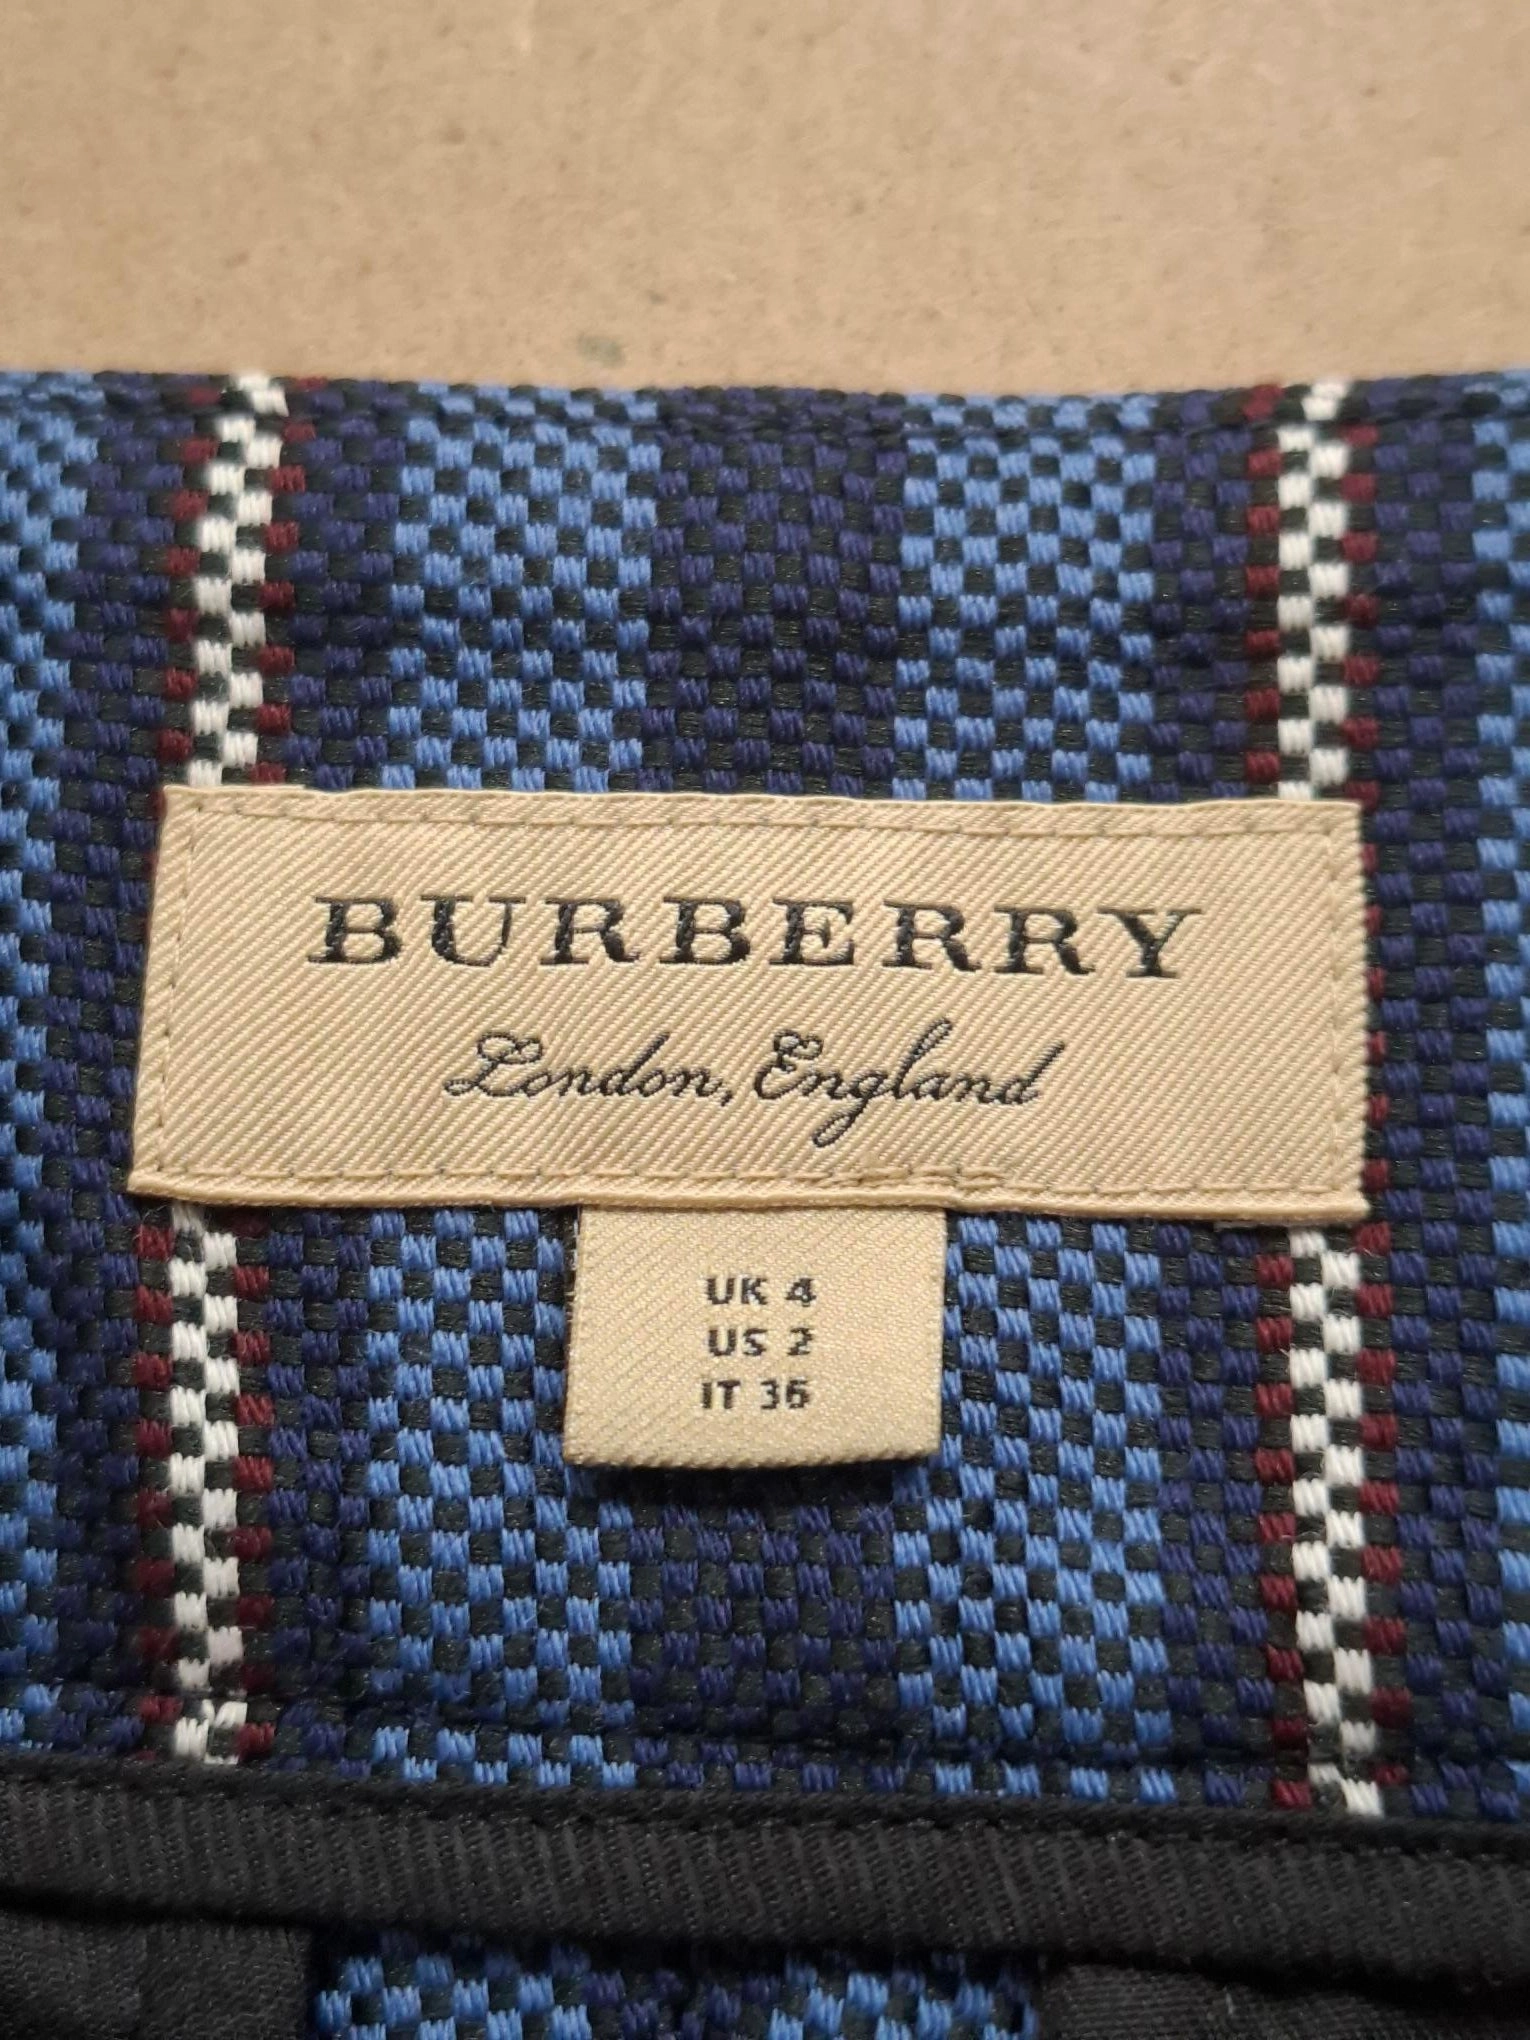 BURBERRY
London, England
UK 4
US 2
IT 36